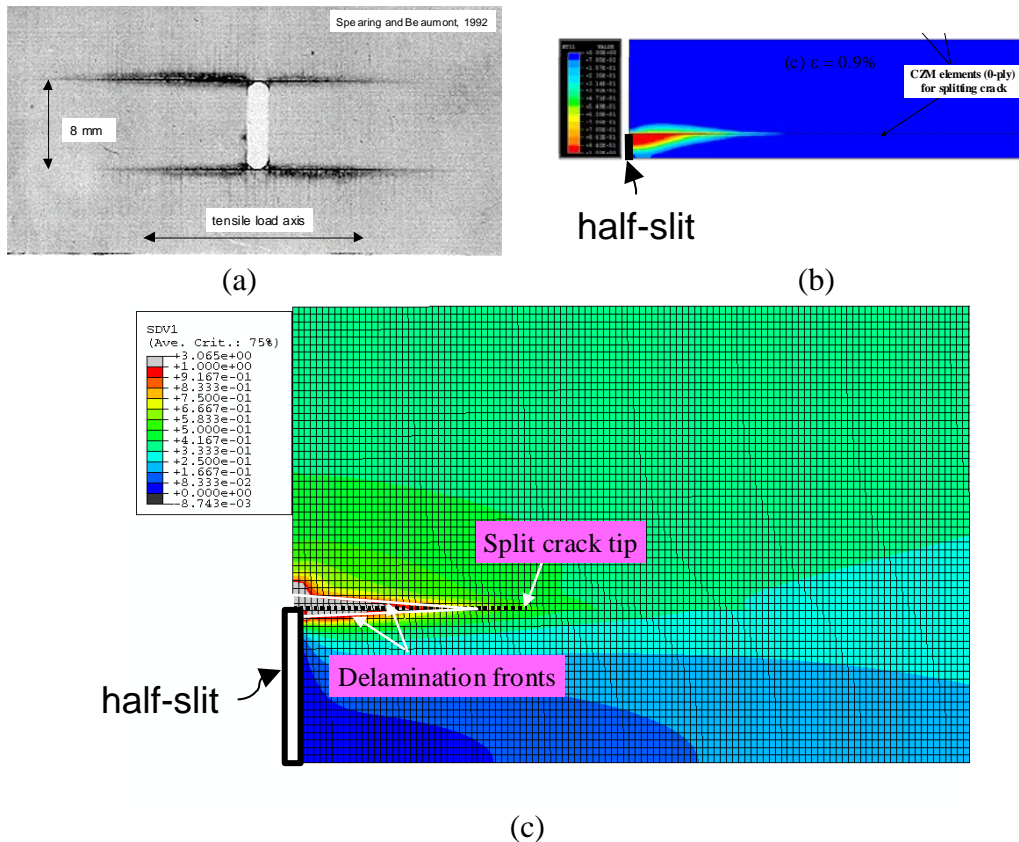 Spearing and Beaumont, 1992
8 mm
tensile load axis
(a)
VALUE
(c) ε = 0.9%
CZM elements (0-ply)
for splitting crack
half-slit
(b)
SDV1
(Ave. Crit.: 75%)
+3.065e+00
+1.000e+00
+9.167e-01
+8.333e-01
+7.500e-01
+6.667e-01
+5.833e-01
+5.000e-01
+4.167e-01
+3.333e-01
+2.500e-01
+1.667e-01
+8.333e-02
+0.000e+00
-8.743e-03
Split crack tip
Delamination fronts
half-slit
(c)